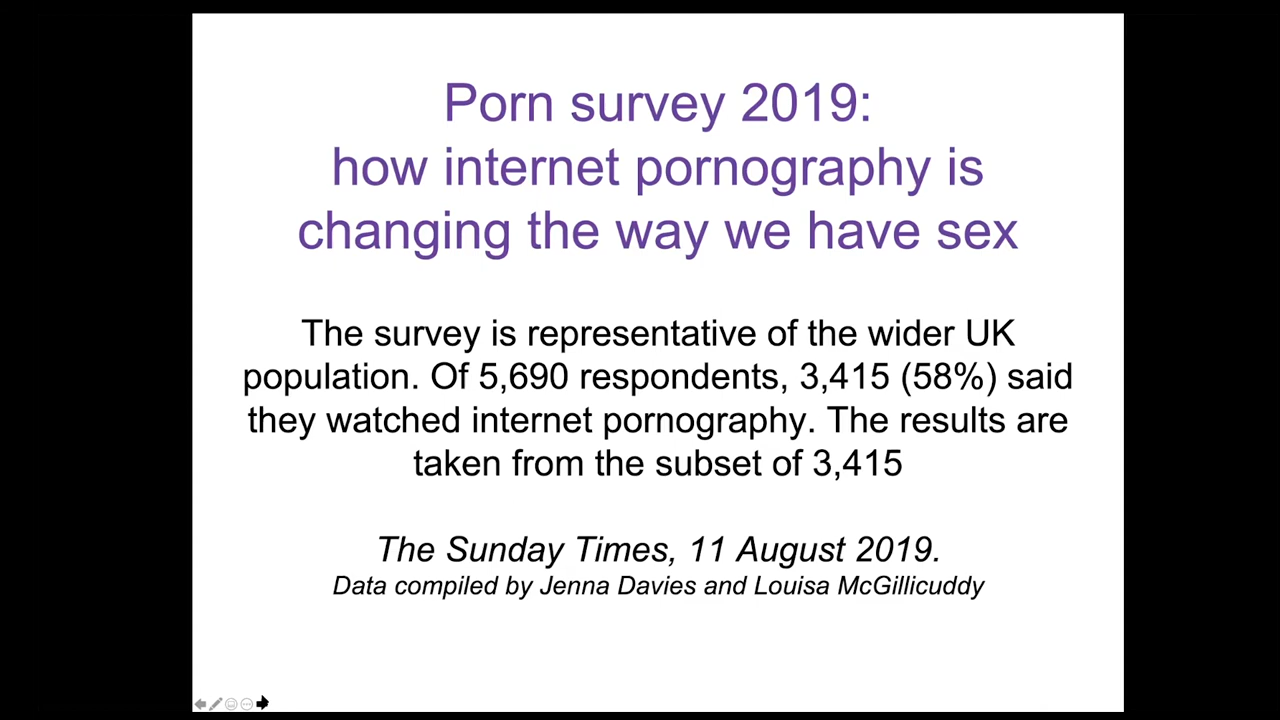 Porn survey 2019:
how internet pornography is
changing the way we have sex
The survey is representative of the wider UK
population. Of 5,690 respondents, 3,415 (58%) said
they watched internet pornography. The results are
taken from the subset of 3,415
The Sunday Times, 11 August 2019.
Data compiled by Jenna Davies and Louisa McGillicuddy